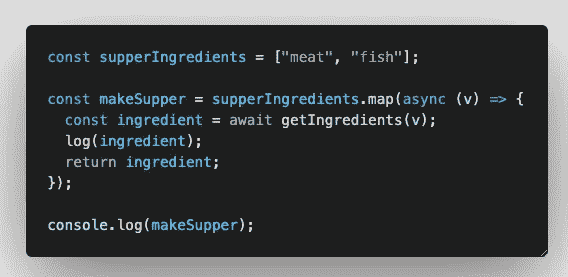 const supperIngredients = ["meat", "fish"];
const makeSupper = supperIngredients.map(async (v) => {
  const ingredient = await getIngredients(v);
  log(ingredient);
  return ingredient;
});
console.log(makeSupper);